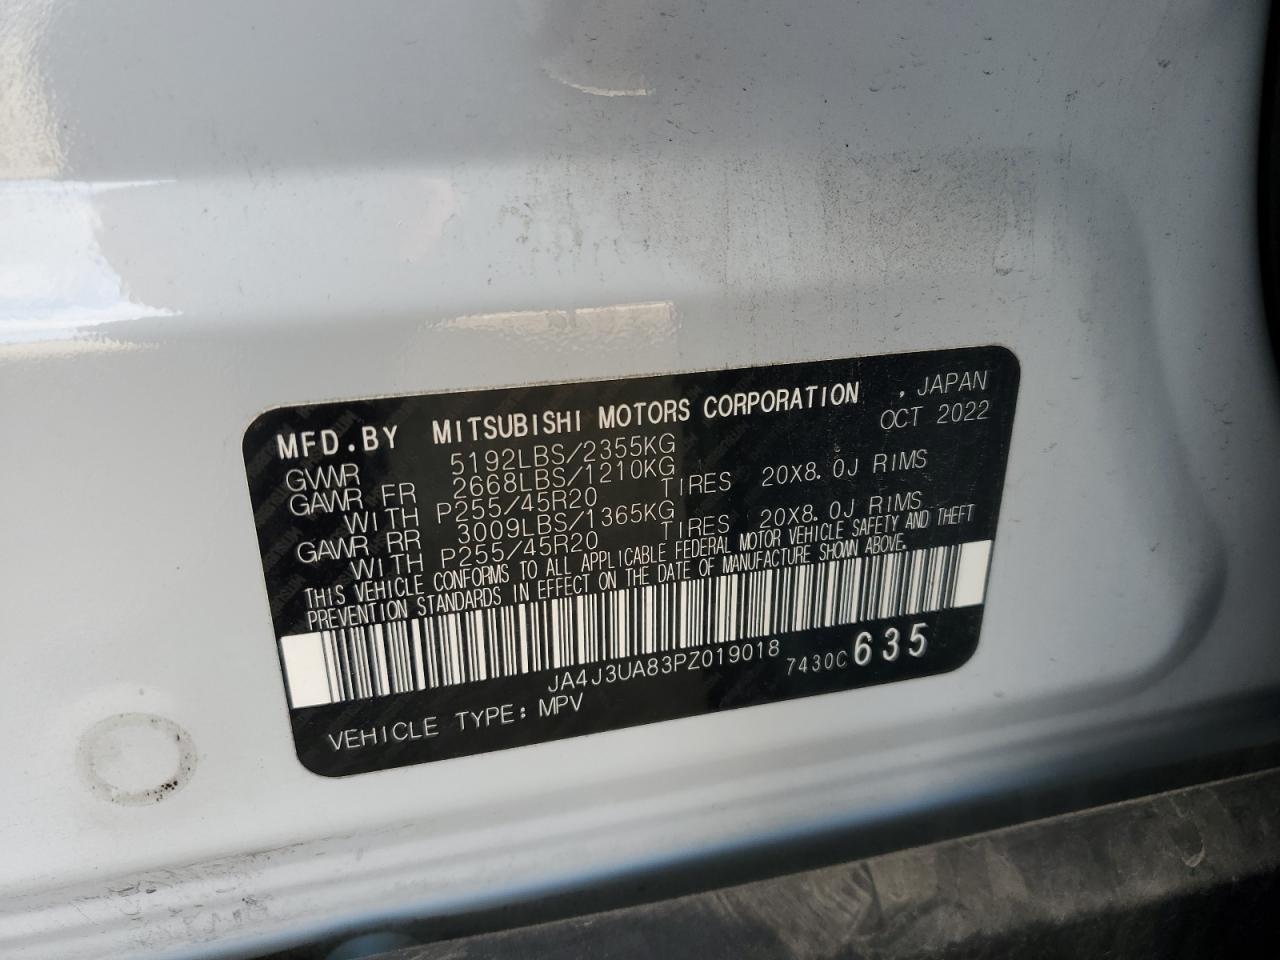 MFD.BY MITSUBISHI MOTORS CORPORATION , JAPAN
OCT 2022
GVWR 5192LBS/2355KG
GAWR FR 2668LBS/1210KG
WITH P255/45R20 TIRES 20X8.0J RIMS
GAWR RR 3009LBS/1365KG
WITH P255/45R20 TIRES 20X8.0J RIMS
THIS VEHICLE CONFORMS TO ALL APPLICABLE FEDERAL MOTOR VEHICLE SAFETY AND THEFT
PREVENTION STANDARDS IN EFFECT ON THE DATE OF MANUFACTURE SHOWN ABOVE.
JA4J3UA83PZ019018 7430C 635
VEHICLE TYPE: MPV